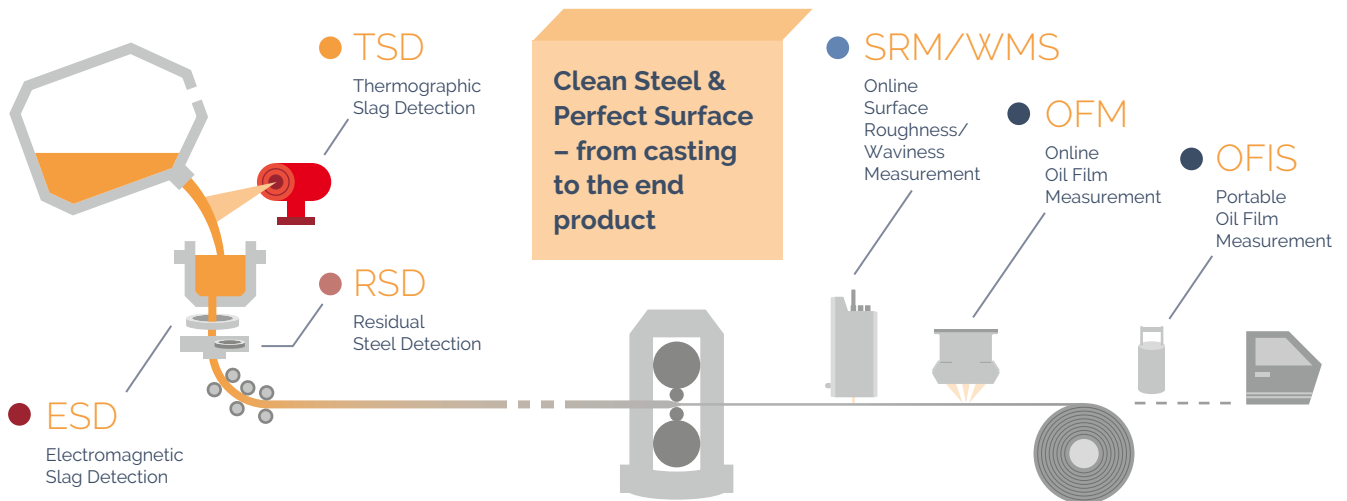 TSD
Thermographic
Slag Detection
Clean Steel &
Perfect Surface
– from casting
to the end
product
SRM/WMS
Online
Surface
Roughness/
Waviness
Measurement
OFM
Online
Oil Film
Measurement
OFIS
Portable
Oil Film
Measurement
RSD
Residual
Steel Detection
ESD
Electromagnetic
Slag Detection